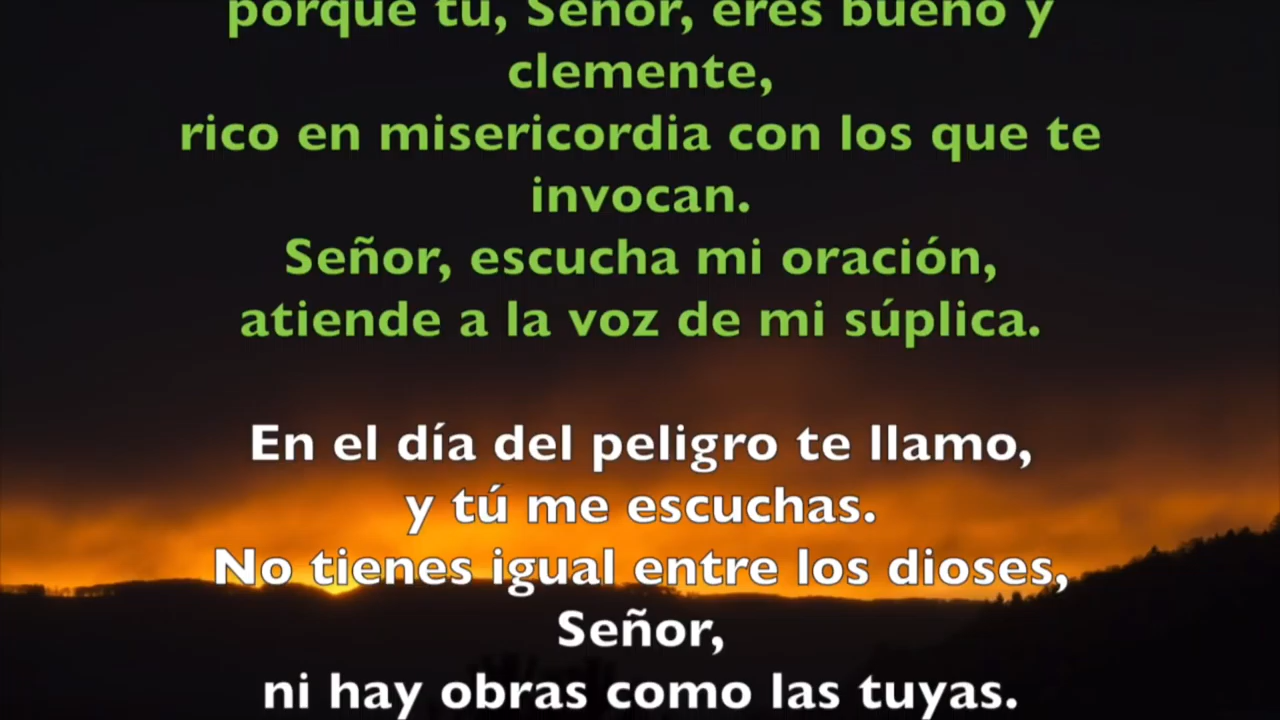 porque tú, Señor, eres bueno y
clemente,
rico en misericordia con los que te
invocan.
Señor, escucha mi oración,
atiende a la voz de mi súplica.
En el día del peligro te llamo,
y tú me escuchas.
No tienes igual entre los dioses,
Señor,
ni hay obras como las tuyas.